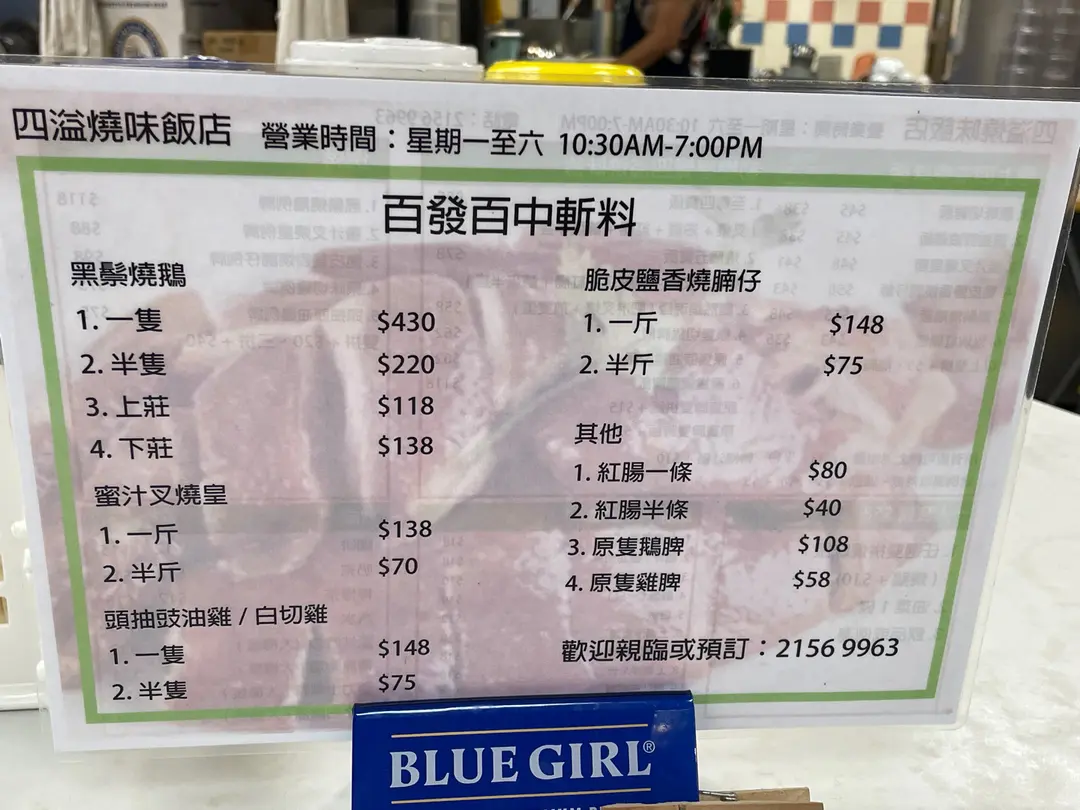 四溢燒味飯店 營業時間：星期一至六 10:30AM-7:00PM
百發百中斬料
黑鬃燒鵝
1. 一隻 $430
2. 半隻 $220
3. 上莊 $118
4. 下莊 $138
蜜汁叉燒皇
1. 一斤 $138
2. 半斤 $70
頭抽豉油雞 / 白切雞
1. 一隻 $148
2. 半隻 $75
脆皮鹽香燒腩仔
1. 一斤 $148
2. 半斤 $75
其他
1. 紅腸一條 $80
2. 紅腸半條 $40
3. 原隻鵝脾 $108
4. 原隻雞脾 $58
歡迎親臨或預訂：2156 9963
BLUE GIRL®